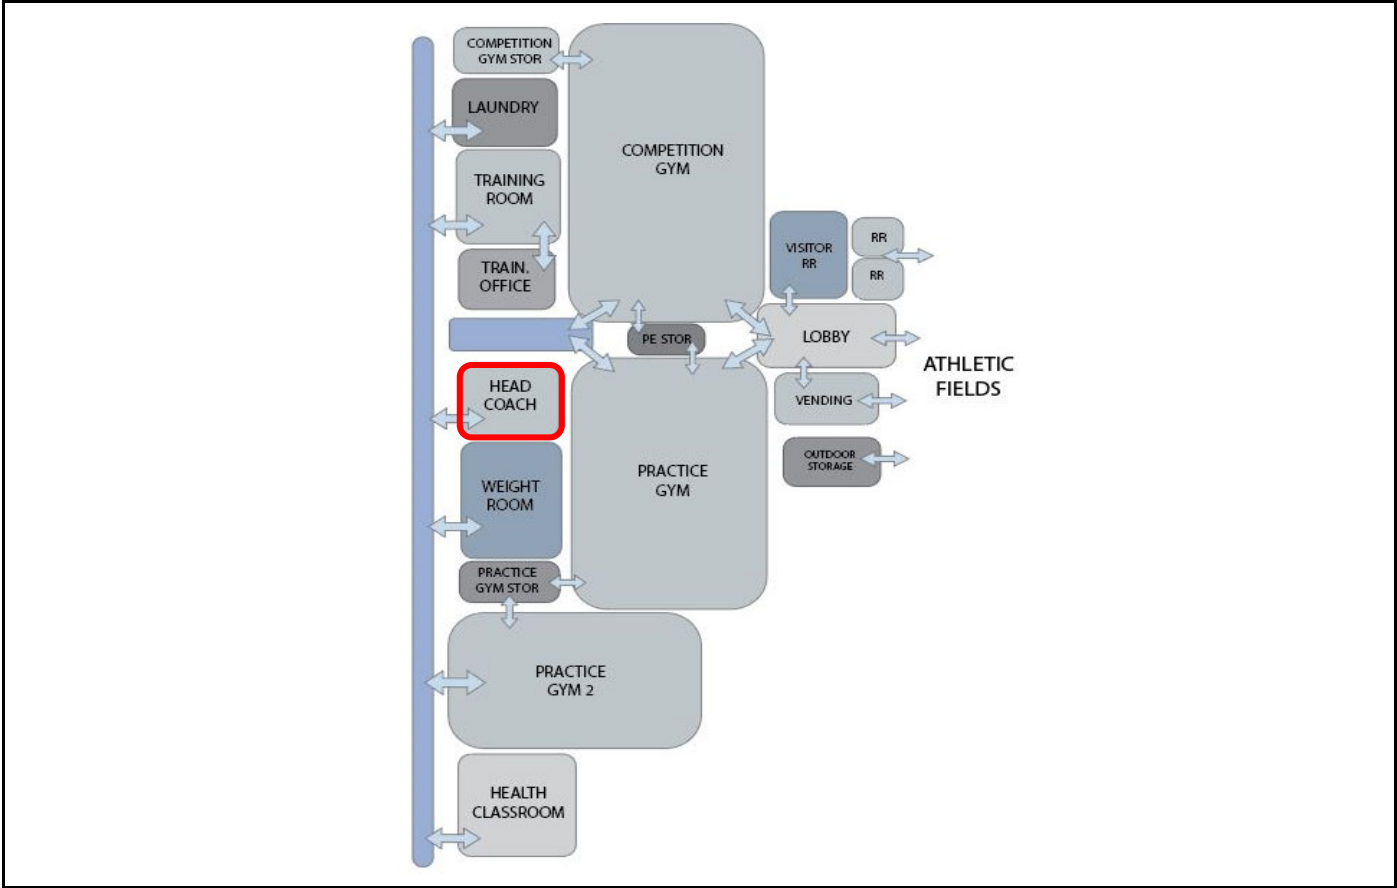 COMPETITION
GYM STOR
LAUNDRY
TRAINING
ROOM
TRAIN.
OFFICE
COMPETITION
GYM
VISITOR
RR
RR
RR
PE STOR
LOBBY
ATHLETIC
FIELDS
HEAD
COACH
VENDING
OUTDOOR
STORAGE
WEIGHT
ROOM
PRACTICE
GYM
PRACTICE
GYM STOR
PRACTICE
GYM 2
HEALTH
CLASSROOM